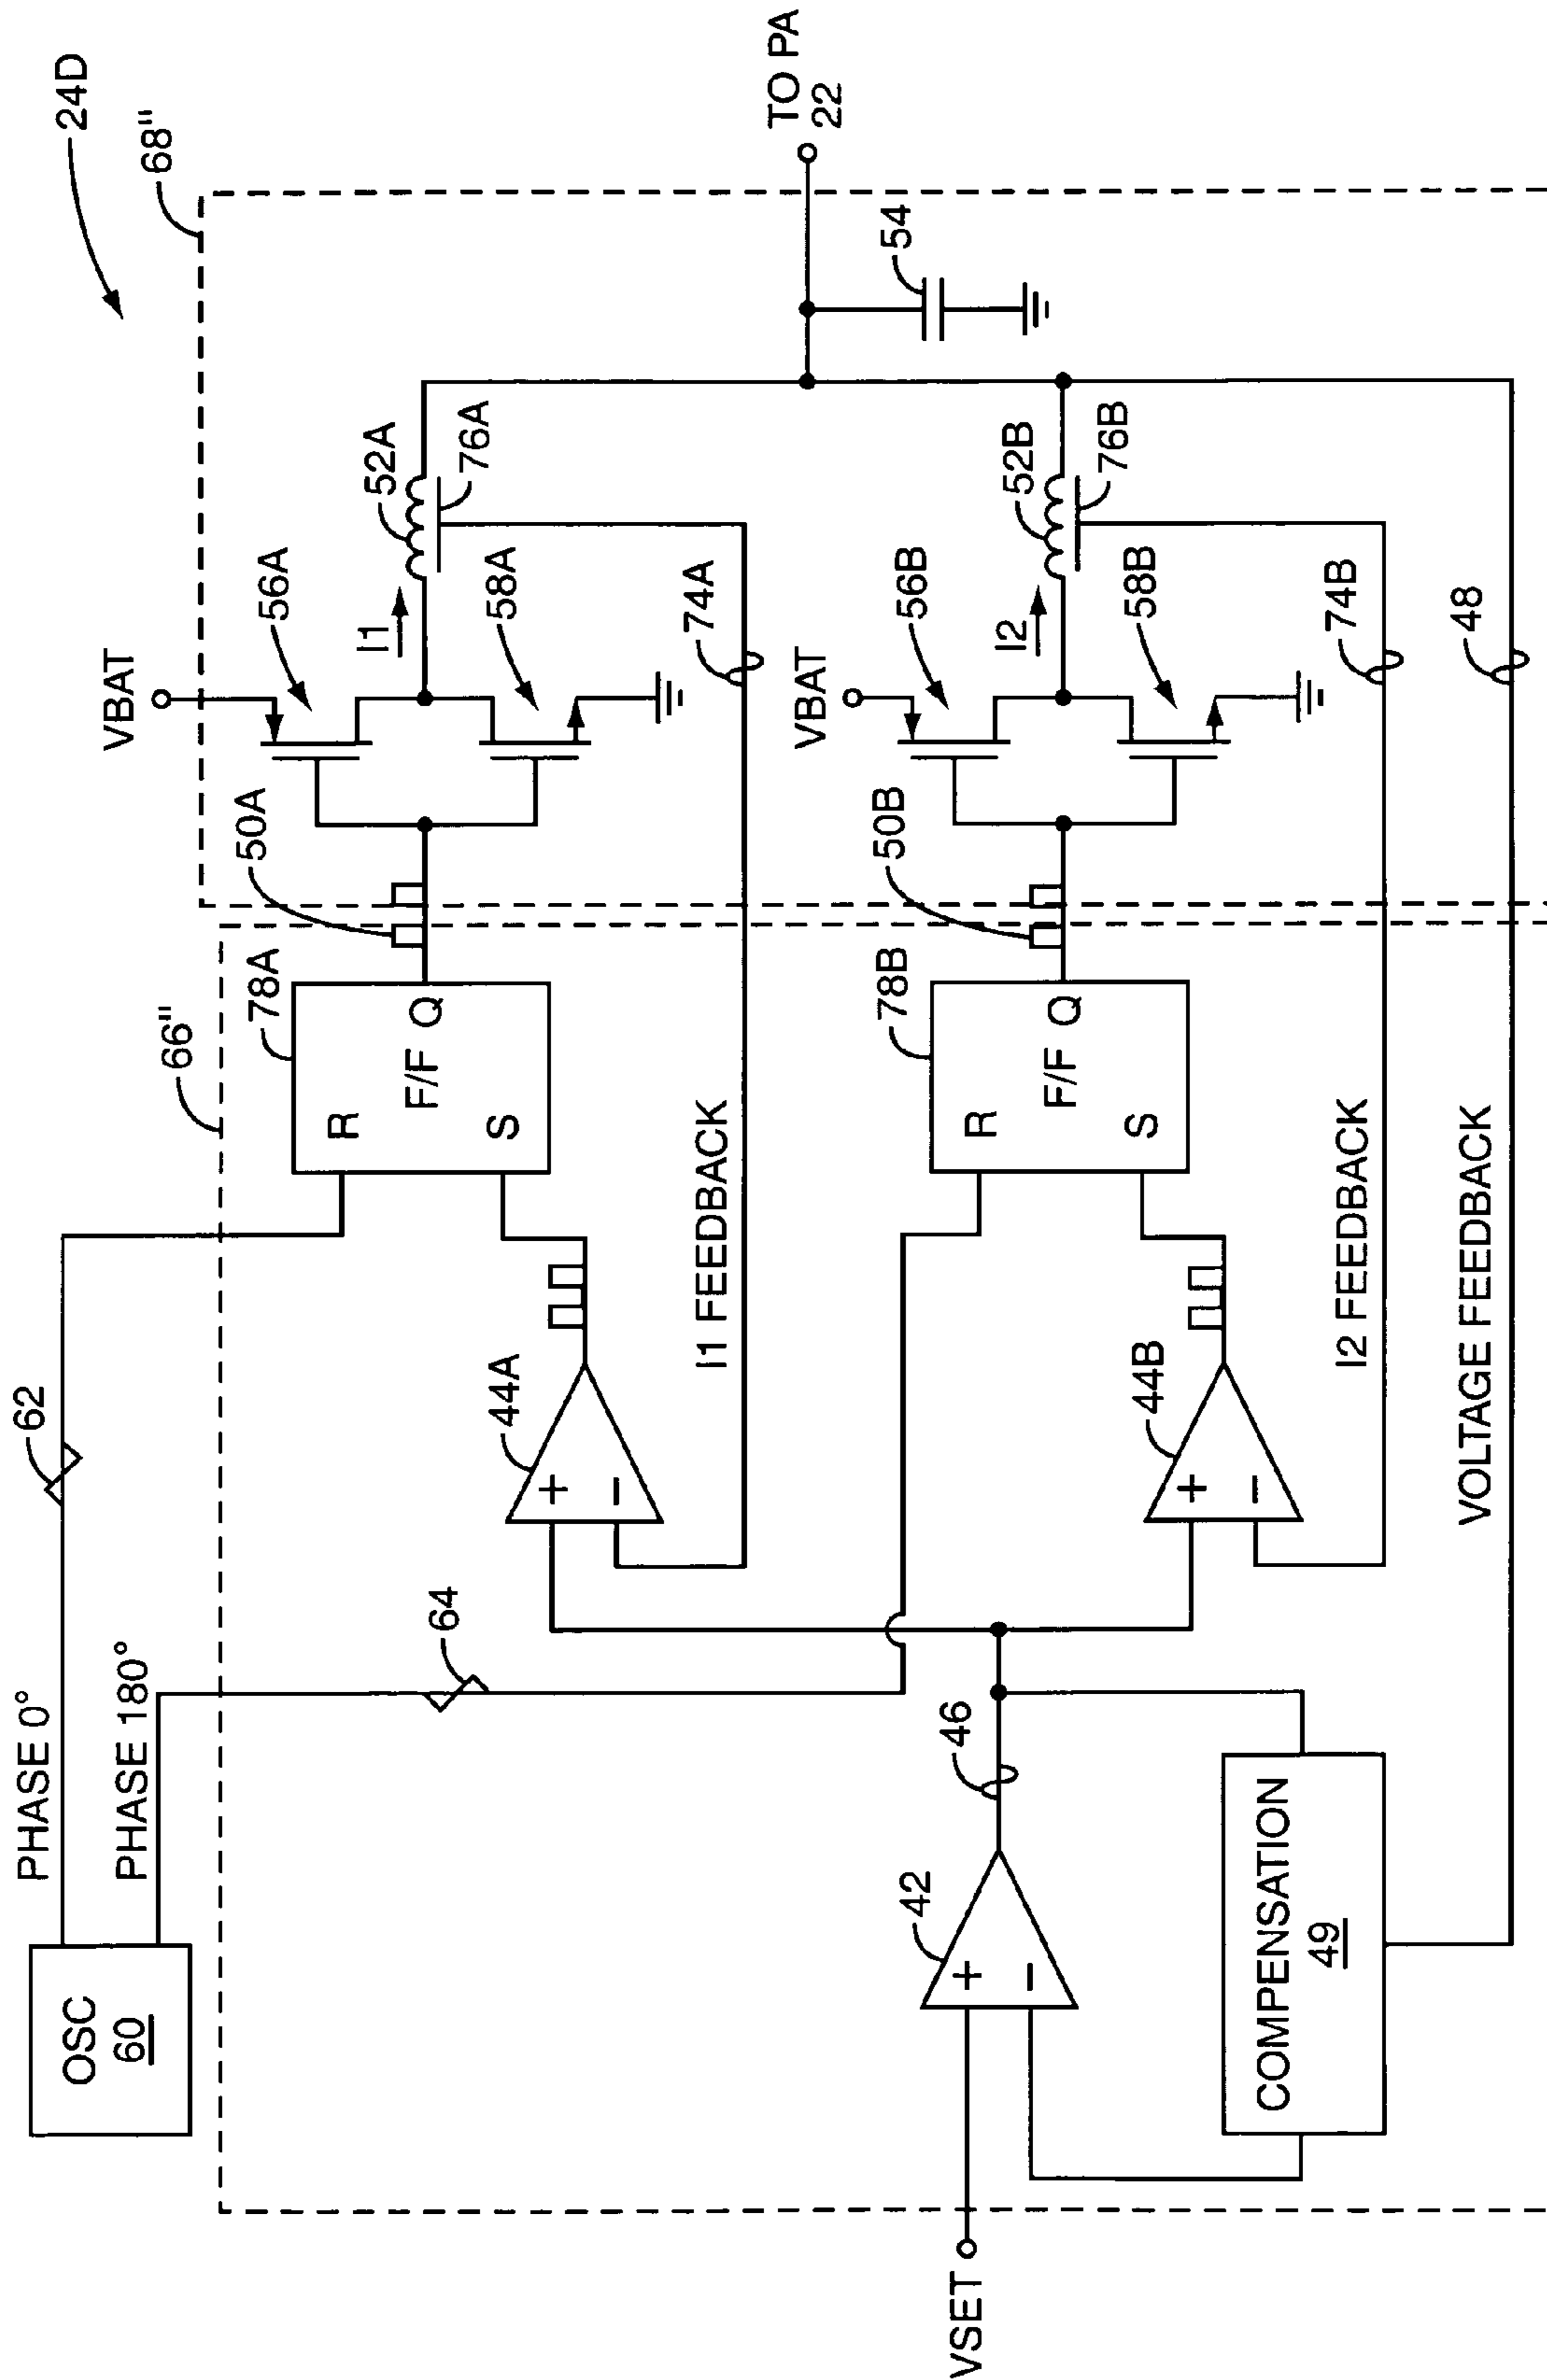 24D
68"
66"
OSC
60
PHASE 0°
PHASE 180°
62
64
VBAT
56A
I1
52A
76A
58A
50A
78A
R
F/F Q
S
44A
+
−
74A
I1 FEEDBACK
TO PA
22
54
VBAT
56B
I2
52B
76B
58B
50B
78B
R
F/F Q
S
44B
+
−
74B
I2 FEEDBACK
48
VOLTAGE FEEDBACK
46
42
+
−
VSET
COMPENSATION
49